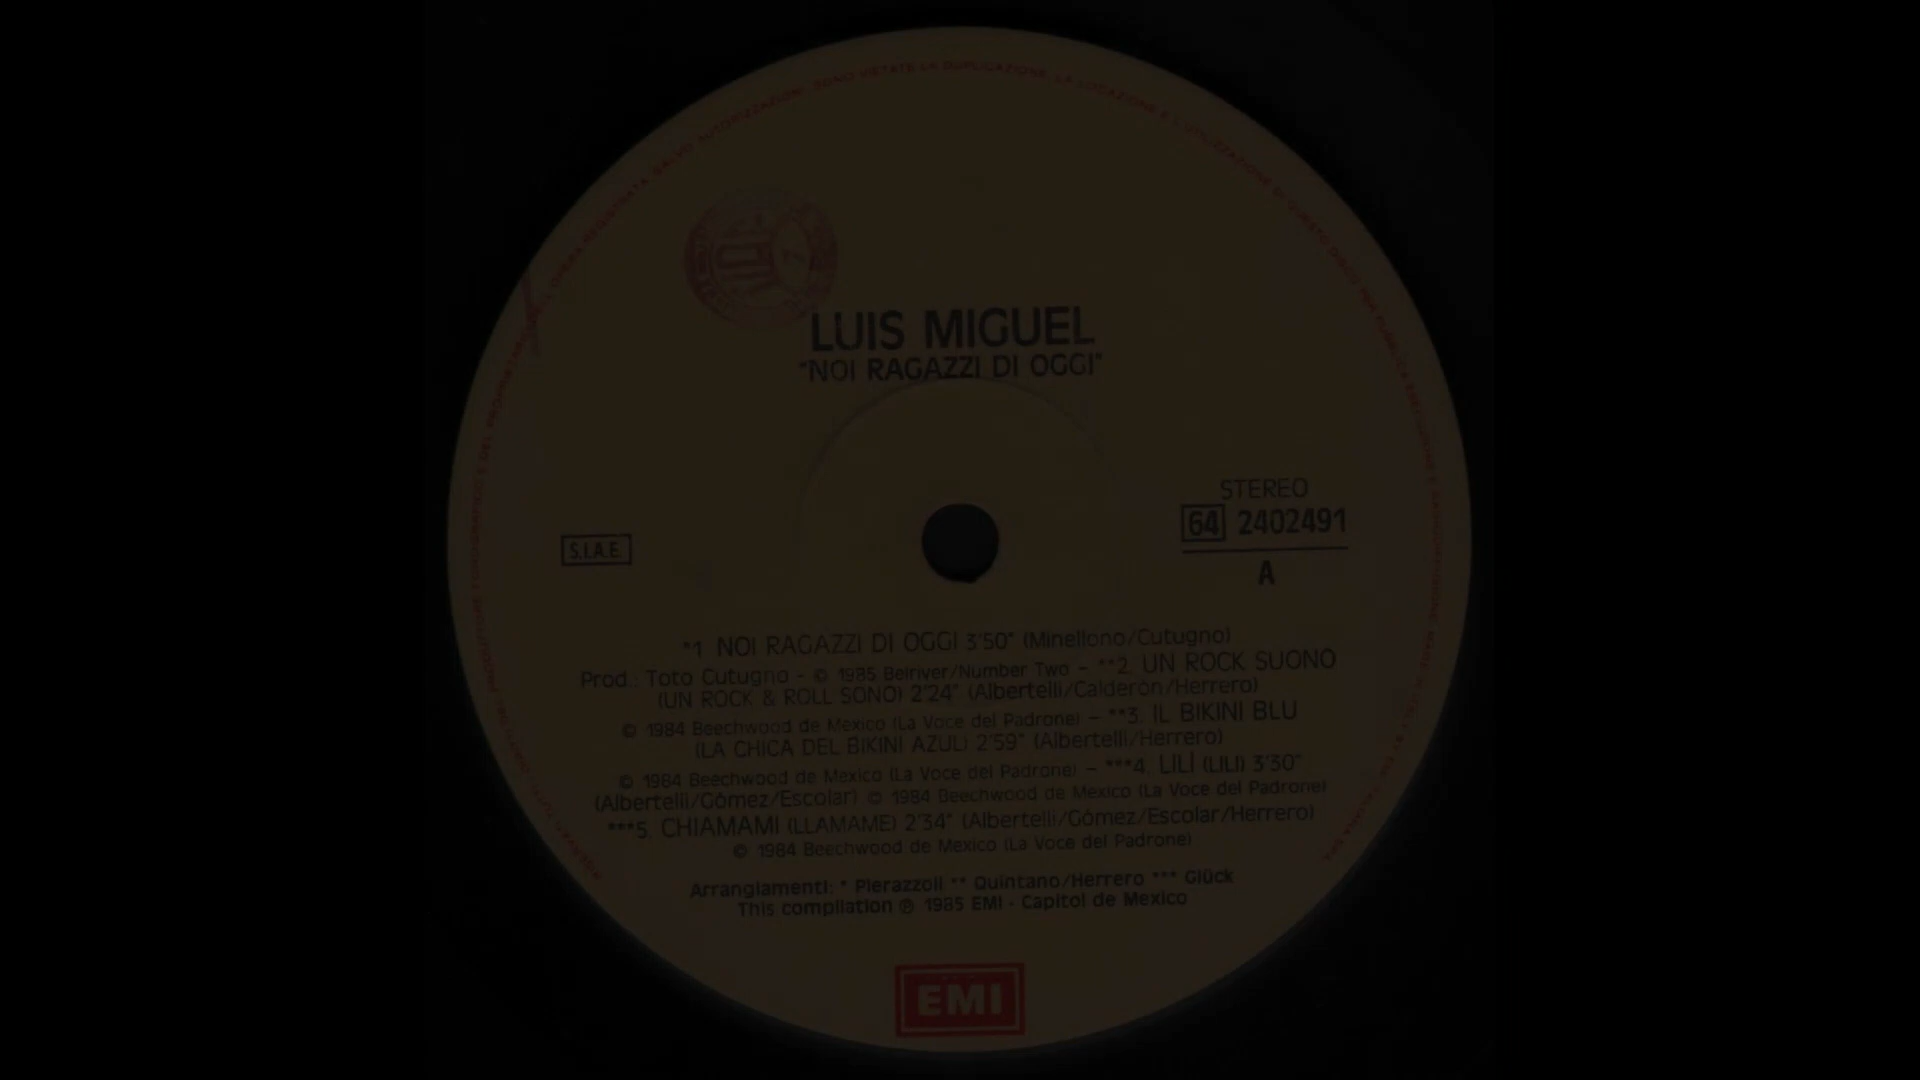 LUIS MIGUEL
"NOI RAGAZZI DI OGGI"
STEREO
64 2402491
S.I.A.E.
A
*1 NOI RAGAZZI DI OGGI 3'50" (Minellono/Cutugno)
Prod.: Toto Cutugno - © 1985 Belriver/Number Two - **2. UN ROCK SUONO
(UN ROCK & ROLL SONO) 2'24" (Albertelli/Calderón/Herrero)
© 1984 Beechwood de Mexico (La Voce del Padrone) - **3. IL BIKINI BLU
(LA CHICA DEL BIKINI AZUL) 2'59" (Albertelli/Herrero)
© 1984 Beechwood de Mexico (La Voce del Padrone) - ***4. LILÍ (LILI) 3'30"
(Albertelli/Gómez/Escolar) © 1984 Beechwood de Mexico (La Voce del Padrone)
***5. CHIAMAMI (LLAMAME) 2'34" (Albertelli/Gómez/Escolar/Herrero)
© 1984 Beechwood de Mexico (La Voce del Padrone)
Arrangiamenti: * Pierazzoli ** Quintano/Herrero *** Glück
This compilation ℗ 1985 EMI - Capitol de Mexico
EMI